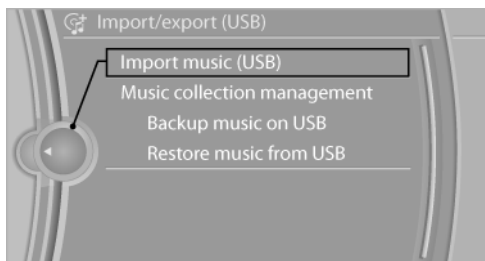 Import/export (USB)
Import music (USB)
Music collection management
Backup music on USB
Restore music from USB